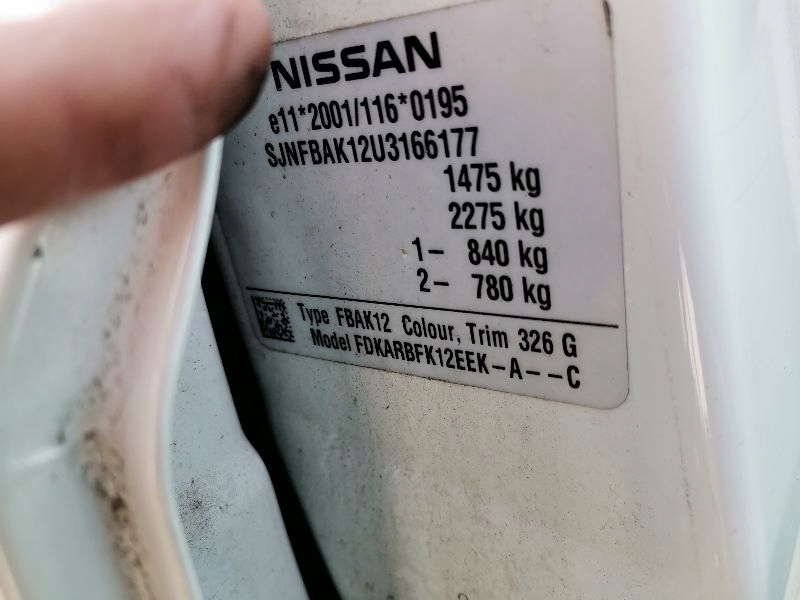 NISSAN
e11*2001/116*0195
SJNFBAK12U3166177
1475 kg
2275 kg
1– 840 kg
2– 780 kg
Type FBAK12 Colour, Trim 326 G
Model FDKARBFK12EEK–A––C